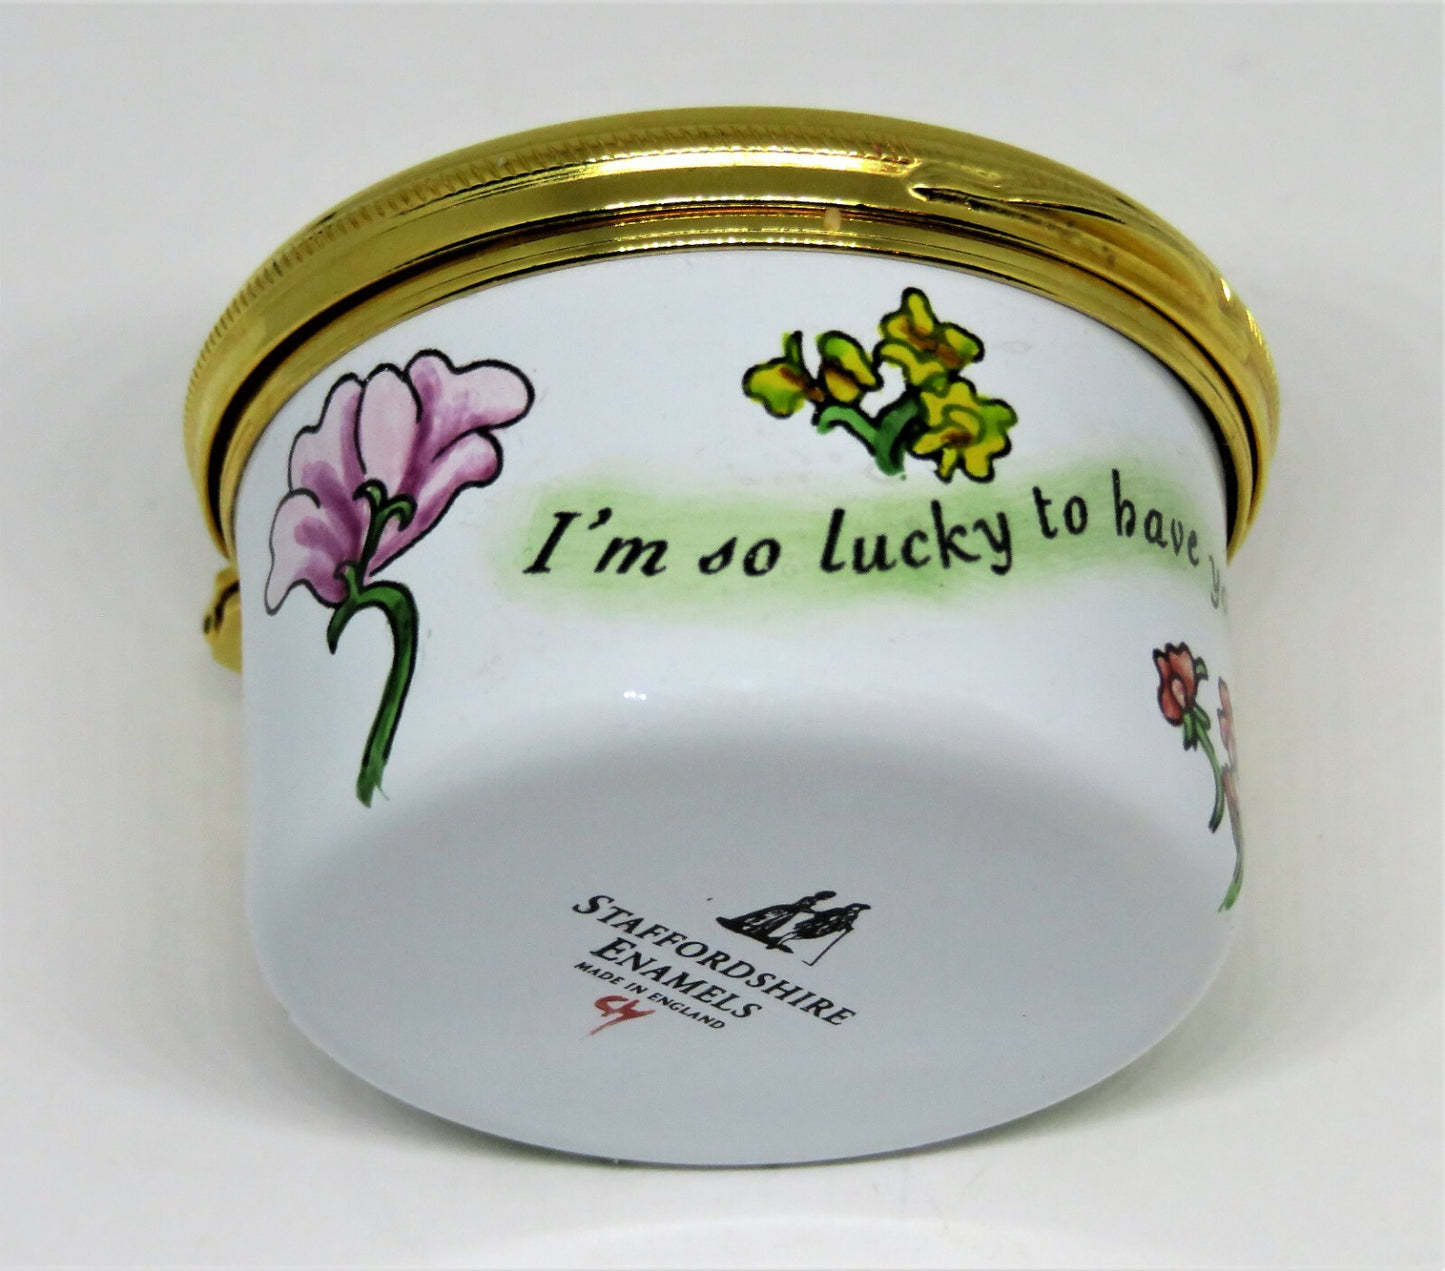 I'm so lucky to have
STAFFORDSHIRE
ENAMELS
MADE IN ENGLAND